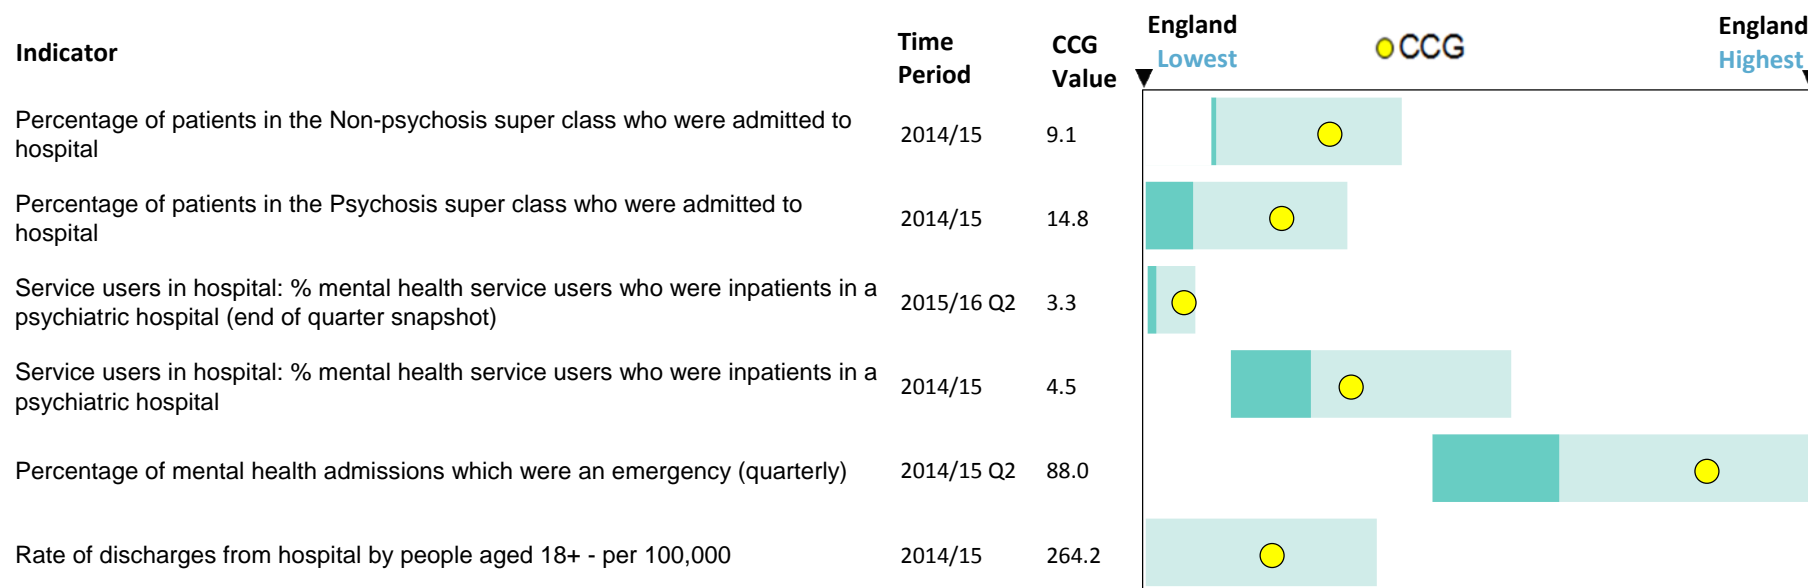 Indicator
Time
Period
CCG
Value
England
Lowest
CCG
England
Highest
Percentage of patients in the Non-psychosis super class who were admitted to
hospital
2014/15
9.1
Percentage of patients in the Psychosis super class who were admitted to
hospital
2014/15
14.8
Service users in hospital: % mental health service users who were inpatients in a
psychiatric hospital (end of quarter snapshot)
2015/16 Q2
3.3
Service users in hospital: % mental health service users who were inpatients in a
psychiatric hospital
2014/15
4.5
Percentage of mental health admissions which were an emergency (quarterly)
2014/15 Q2
88.0
Rate of discharges from hospital by people aged 18+ - per 100,000
2014/15
264.2